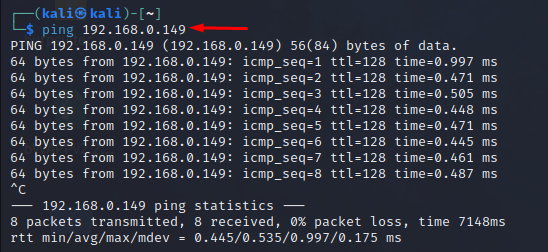 ┌──(kali㉿kali)-[~]
└─$ ping 192.168.0.149
PING 192.168.0.149 (192.168.0.149) 56(84) bytes of data.
64 bytes from 192.168.0.149: icmp_seq=1 ttl=128 time=0.997 ms
64 bytes from 192.168.0.149: icmp_seq=2 ttl=128 time=0.471 ms
64 bytes from 192.168.0.149: icmp_seq=3 ttl=128 time=0.505 ms
64 bytes from 192.168.0.149: icmp_seq=4 ttl=128 time=0.448 ms
64 bytes from 192.168.0.149: icmp_seq=5 ttl=128 time=0.471 ms
64 bytes from 192.168.0.149: icmp_seq=6 ttl=128 time=0.445 ms
64 bytes from 192.168.0.149: icmp_seq=7 ttl=128 time=0.461 ms
64 bytes from 192.168.0.149: icmp_seq=8 ttl=128 time=0.487 ms
^C
--- 192.168.0.149 ping statistics ---
8 packets transmitted, 8 received, 0% packet loss, time 7148ms
rtt min/avg/max/mdev = 0.445/0.535/0.997/0.175 ms